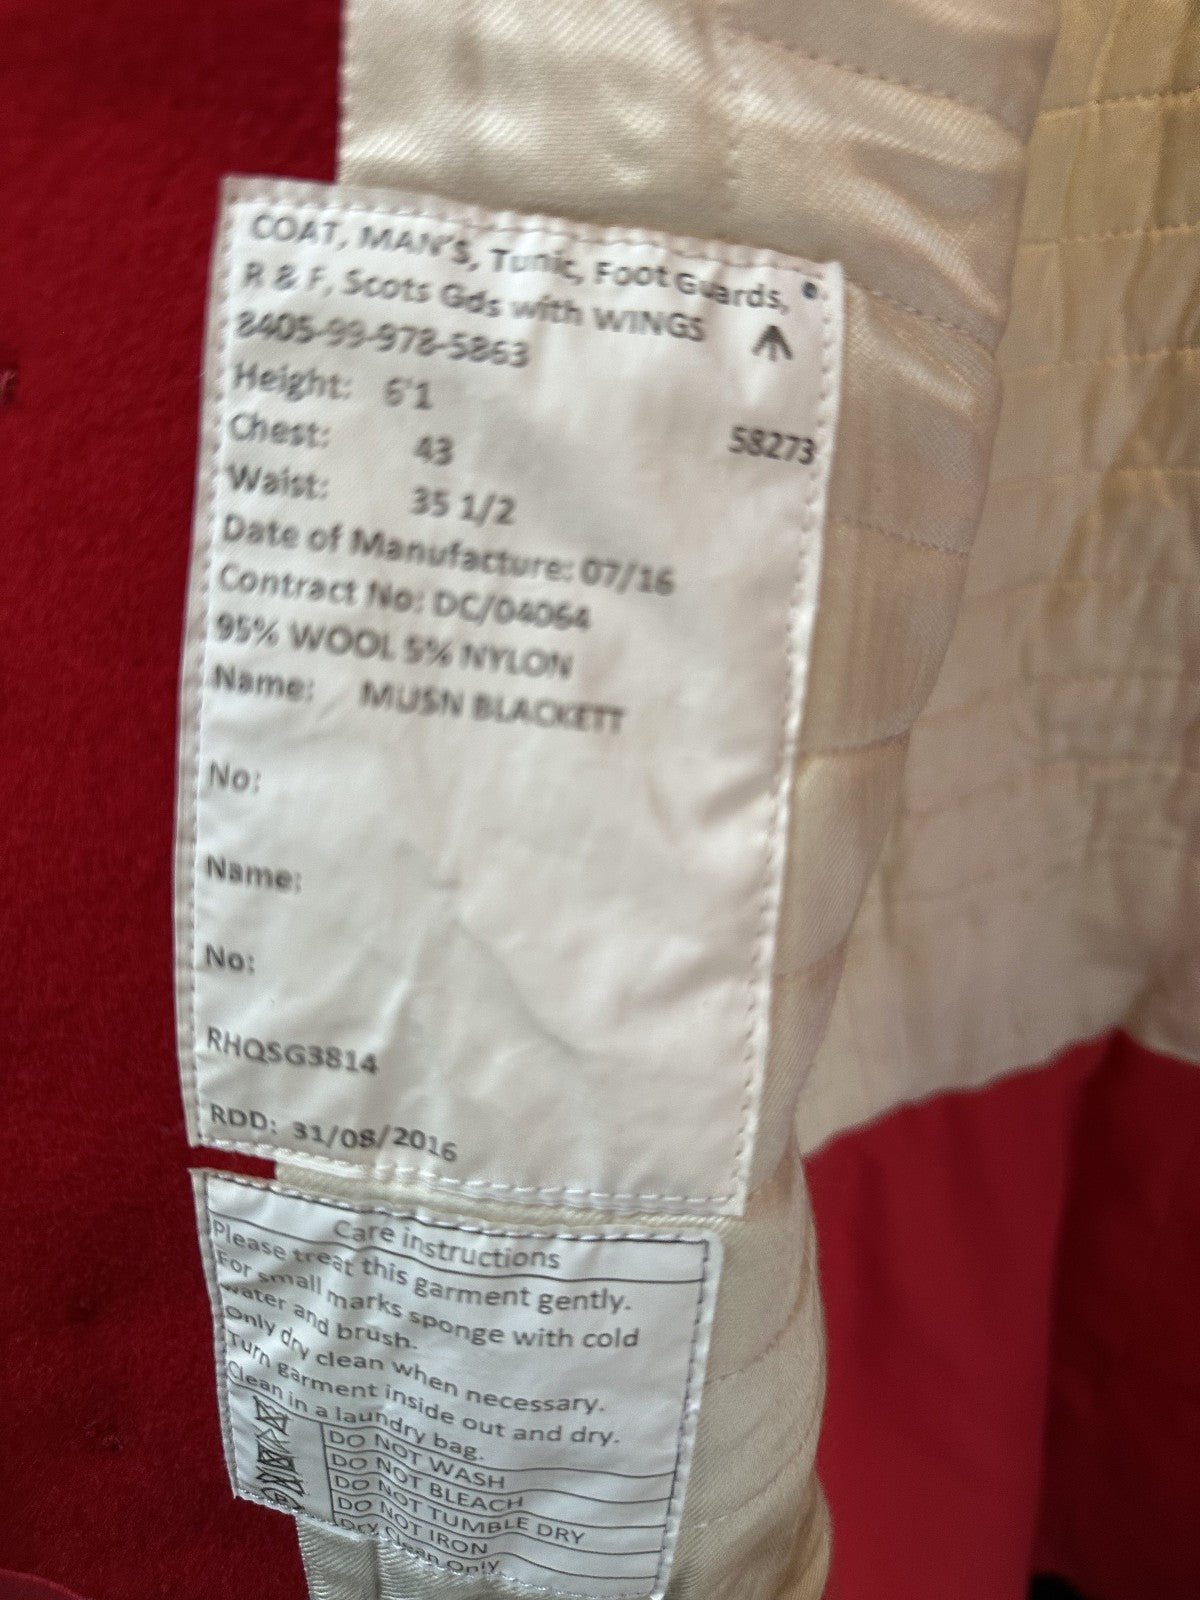 COAT, MAN'S, Tunic, Foot Guards,
R & F, Scots Gds with WINGS
8405-99-978-5863
Height: 6'1
Chest: 43 58273
Waist: 35 1/2
Date of Manufacture: 07/16
Contract No: DC/04064
95% WOOL 5% NYLON
Name: MUSN BLACKETT
No:
Name:
No:
RHQSG3814
RDD: 31/08/2016
Care instructions
Please treat this garment gently.
For small marks sponge with cold
water and brush.
Only dry clean when necessary.
Turn garment inside out and dry.
Clean in a laundry bag.
DO NOT WASH
DO NOT BLEACH
DO NOT TUMBLE DRY
DO NOT IRON
Dry Clean Only